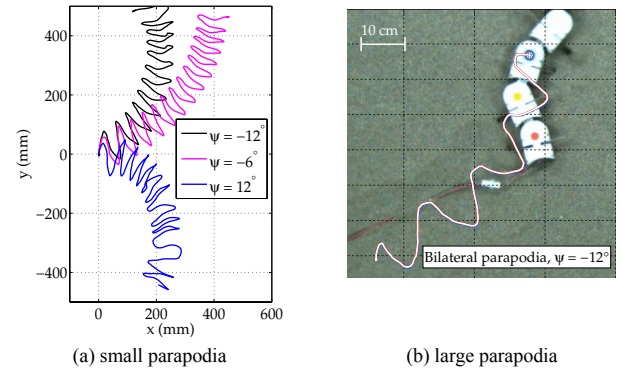 500
400
200
0
−200
−400
y (mm)
ψ = −12°
ψ = −6°
ψ = 12°
0
200
400
600
x (mm)
(a) small parapodia
10 cm
Bilateral parapodia, ψ = −12°
(b) large parapodia